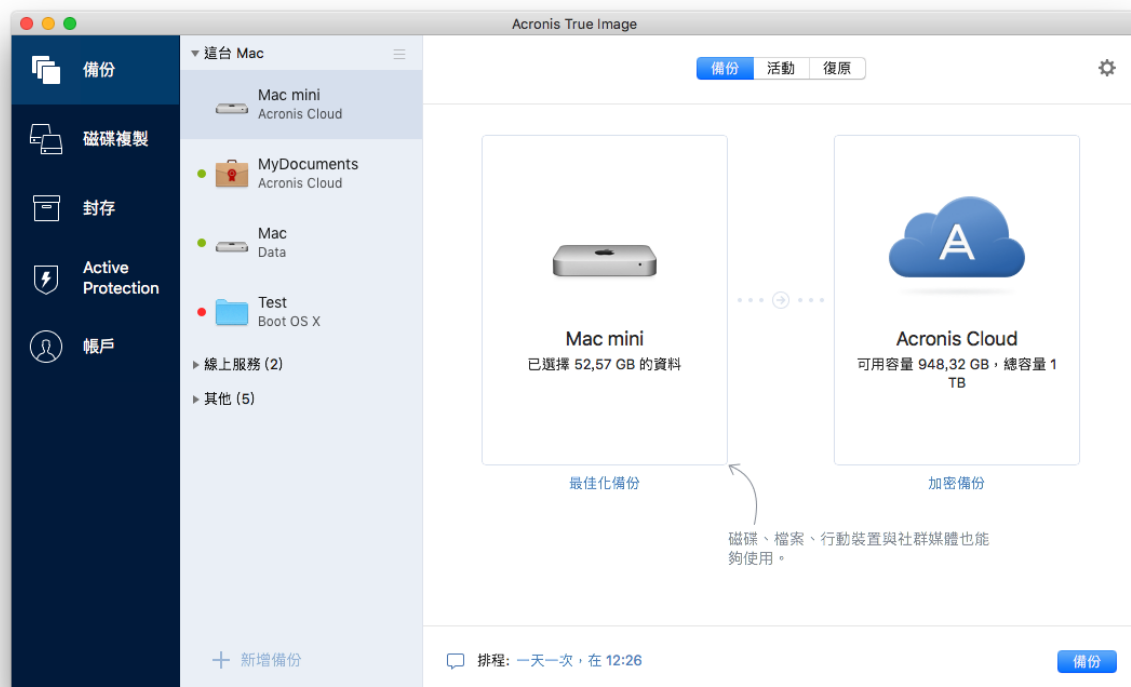 Acronis True Image
備份
磁碟複製
封存
Active
Protection
帳戶
這台 Mac
Mac mini
Acronis Cloud
MyDocuments
Acronis Cloud
Mac
Data
Test
Boot OS X
線上服務 (2)
其他 (5)
新增備份
備份 活動 復原
Mac mini
已選擇 52,57 GB 的資料
最佳化備份
Acronis Cloud
可用容量 948,32 GB，總容量 1
TB
加密備份
磁碟、檔案、行動裝置與社群媒體也能
夠使用。
排程: 一天一次，在 12:26
備份